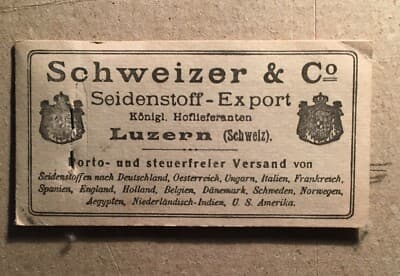 Schweizer & Co
Seidenstoff-Export
Königl. Hoflieferanten
Luzern (Schweiz).
Porto- und steuerfreier Versand von
Seidenstoffen nach Deutschland, Oesterreich, Ungarn, Italien, Frankreich,
Spanien, England, Holland, Belgien, Dänemark, Schweden, Norwegen,
Aegypten, Niederländisch-Indien, U. S. Amerika.